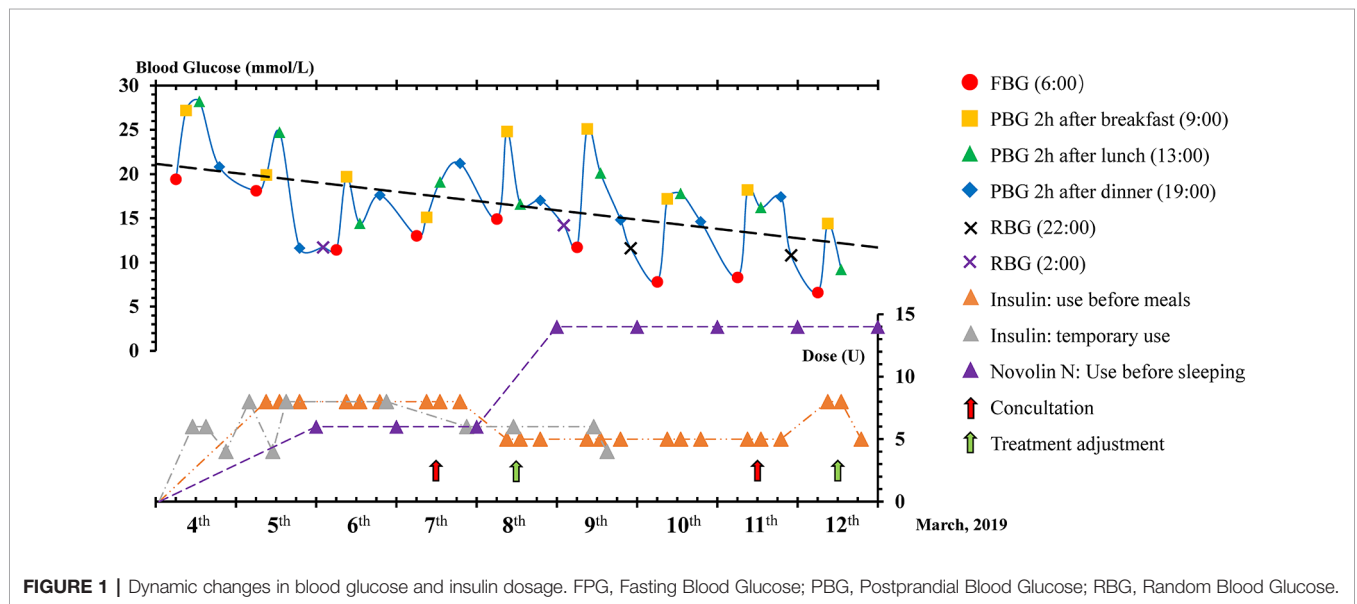 Blood Glucose (mmol/L)
30
25
20
15
10
5
0
FBG (6:00）
PBG 2h after breakfast (9:00)
PBG 2h after lunch (13:00)
PBG 2h after dinner (19:00)
RBG (22:00)
RBG (2:00)
Insulin: use before meals
Insulin: temporary use
Novolin N: Use before sleeping
Concultation
Treatment adjustment
15
Dose (U)
10
5
0
4th 5th 6th 7th 8th 9th 10th 11th 12th March, 2019
FIGURE 1 | Dynamic changes in blood glucose and insulin dosage. FPG, Fasting Blood Glucose; PBG, Postprandial Blood Glucose; RBG, Random Blood Glucose.